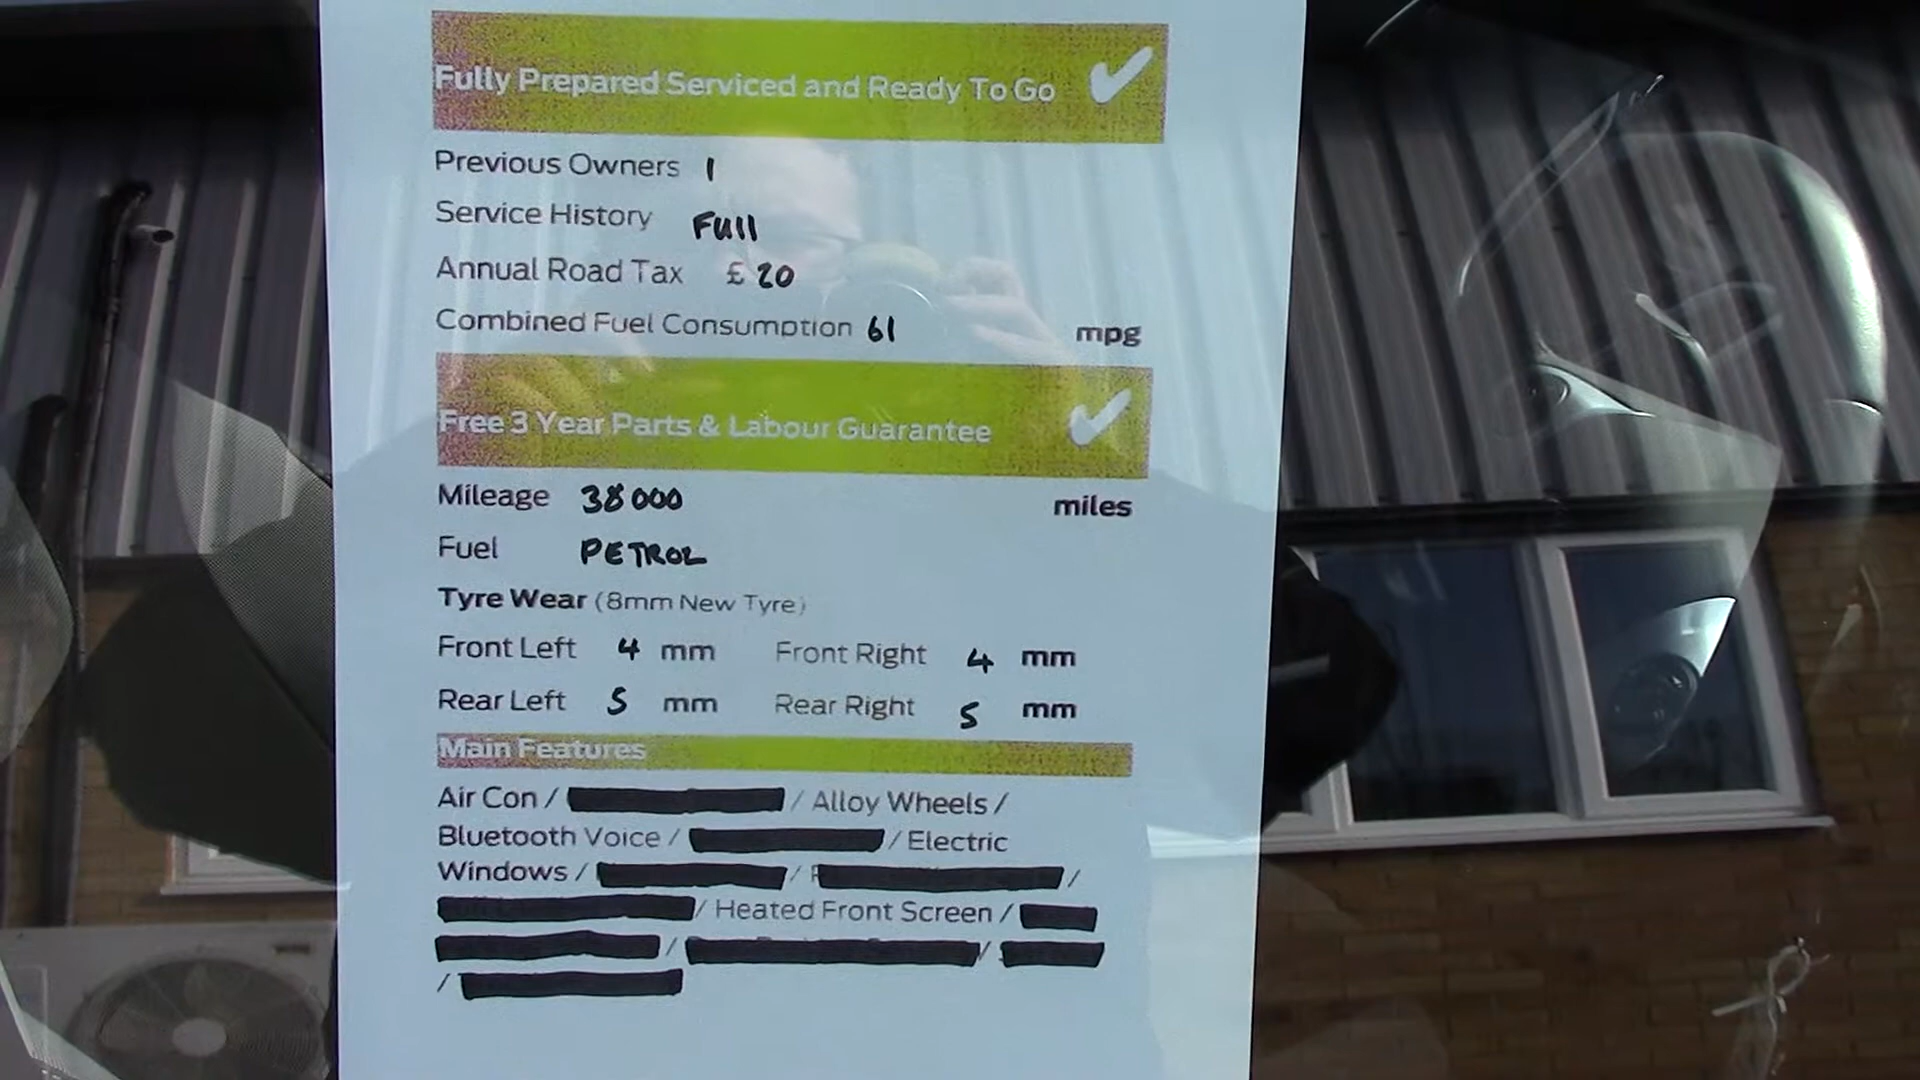 Fully Prepared Serviced and Ready To Go
Previous Owners 1
Service History Full
Annual Road Tax £ 20
Combined Fuel Consumption 61 mpg
Free 3 Year Parts & Labour Guarantee
Mileage 38000 miles
Fuel PETROL
Tyre Wear (8mm New Tyre)
Front Left 4 mm Front Right 4 mm
Rear Left 5 mm Rear Right 5 mm
Main Features
Air Con / / Alloy Wheels /
Bluetooth Voice / / Electric
Windows / / /
/ Heated Front Screen /
/ /
/